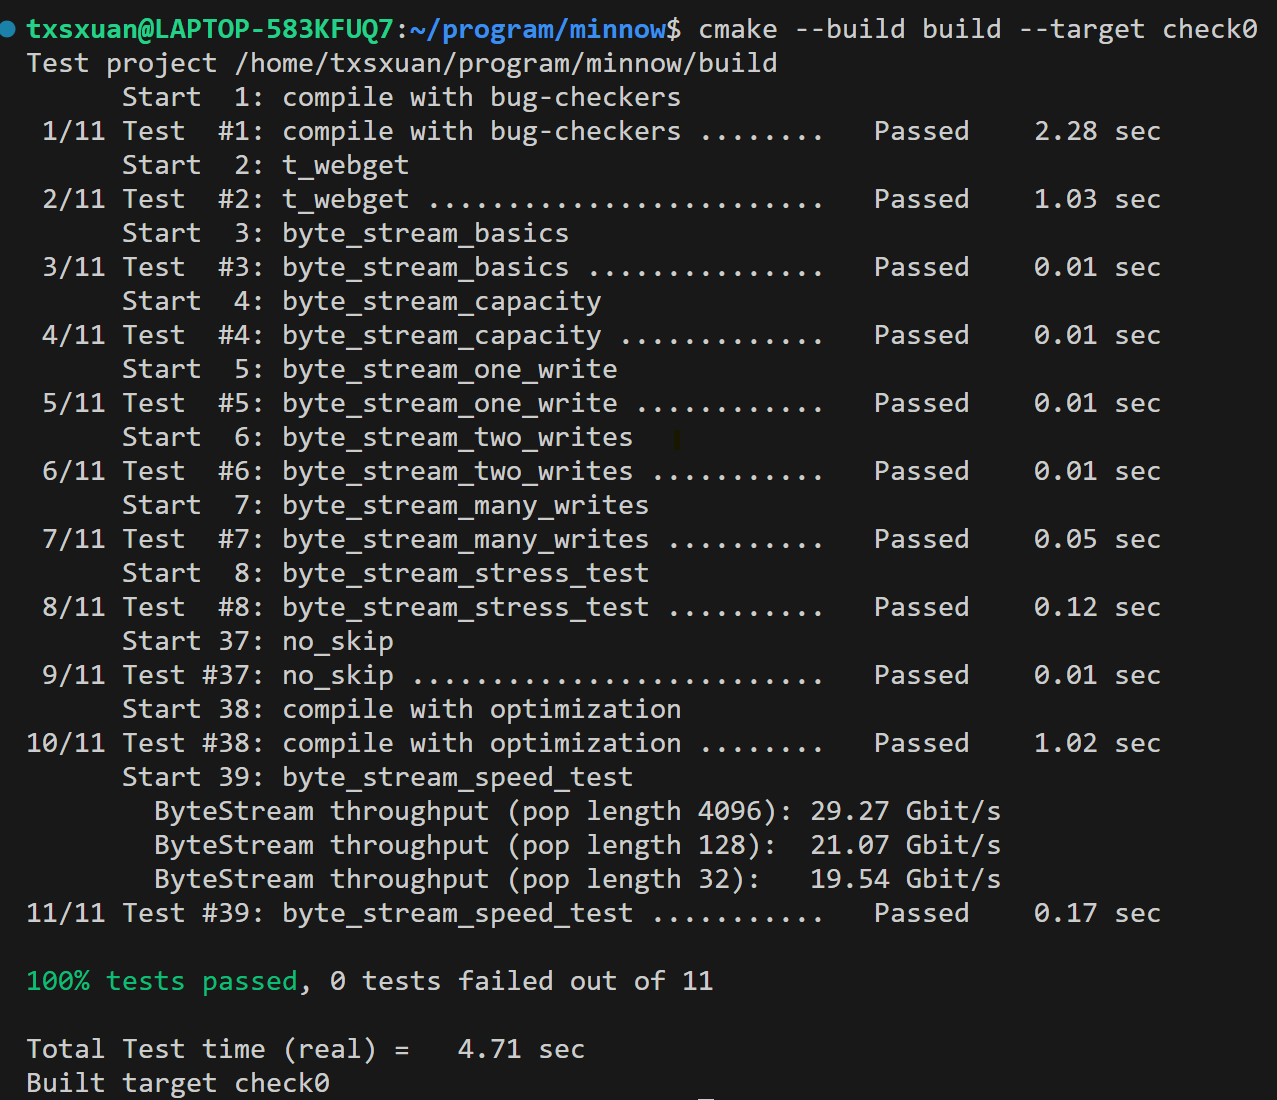 txsxuan@LAPTOP-583KFUQ7:~/program/minnow$ cmake --build build --target check0
Test project /home/txsxuan/program/minnow/build
      Start  1: compile with bug-checkers
 1/11 Test  #1: compile with bug-checkers ........   Passed    2.28 sec
      Start  2: t_webget
 2/11 Test  #2: t_webget .........................   Passed    1.03 sec
      Start  3: byte_stream_basics
 3/11 Test  #3: byte_stream_basics ...............   Passed    0.01 sec
      Start  4: byte_stream_capacity
 4/11 Test  #4: byte_stream_capacity .............   Passed    0.01 sec
      Start  5: byte_stream_one_write
 5/11 Test  #5: byte_stream_one_write ............   Passed    0.01 sec
      Start  6: byte_stream_two_writes
 6/11 Test  #6: byte_stream_two_writes ...........   Passed    0.01 sec
      Start  7: byte_stream_many_writes
 7/11 Test  #7: byte_stream_many_writes ..........   Passed    0.05 sec
      Start  8: byte_stream_stress_test
 8/11 Test  #8: byte_stream_stress_test ..........   Passed    0.12 sec
      Start 37: no_skip
 9/11 Test #37: no_skip ..........................   Passed    0.01 sec
      Start 38: compile with optimization
10/11 Test #38: compile with optimization ........   Passed    1.02 sec
      Start 39: byte_stream_speed_test
        ByteStream throughput (pop length 4096): 29.27 Gbit/s
        ByteStream throughput (pop length 128):  21.07 Gbit/s
        ByteStream throughput (pop length 32):   19.54 Gbit/s
11/11 Test #39: byte_stream_speed_test ...........   Passed    0.17 sec

100% tests passed, 0 tests failed out of 11

Total Test time (real) =   4.71 sec
Built target check0